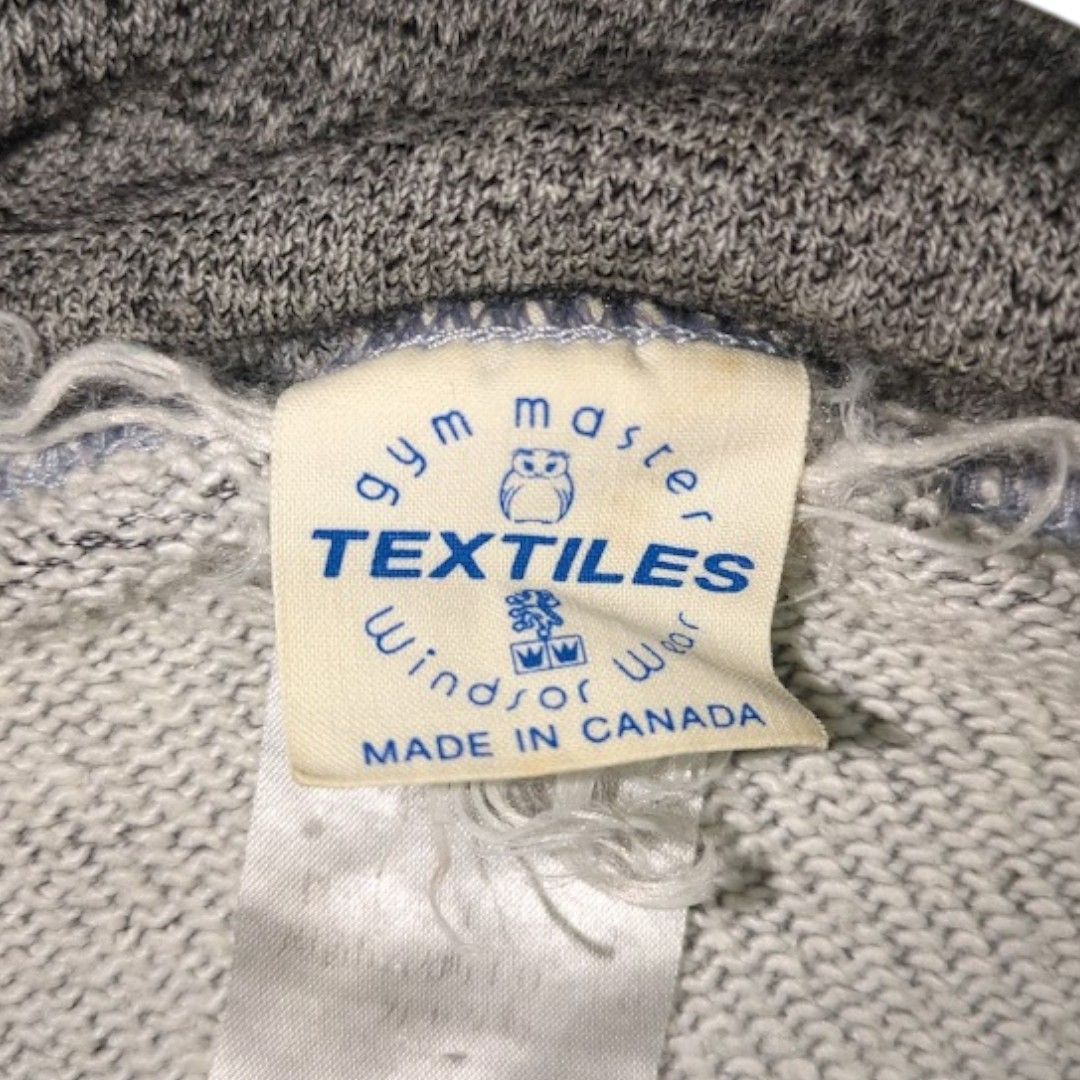 gym master
TEXTILES
Windsor Wear
MADE IN CANADA